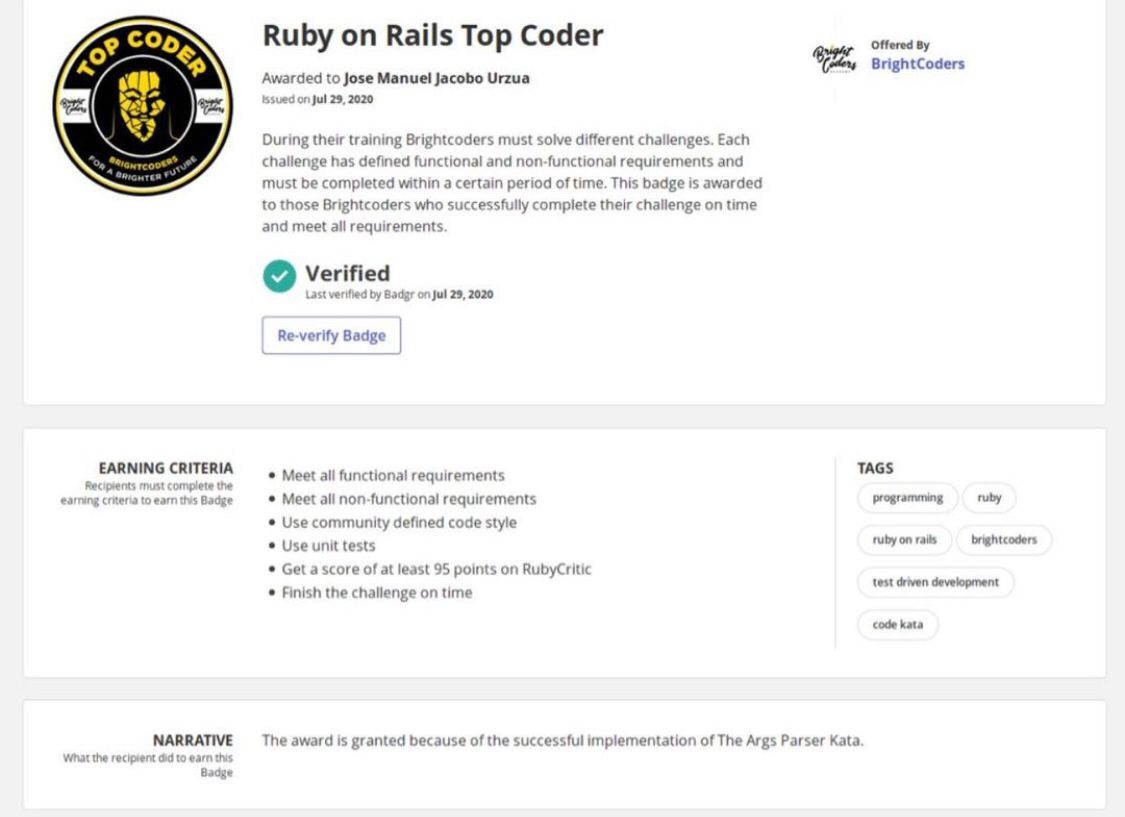 TOP CODER
Bright Coders
Bright Coders
BRIGHTCODERS
FOR A BRIGHTER FUTURE
Ruby on Rails Top Coder
Awarded to Jose Manuel Jacobo Urzua
Issued on Jul 29, 2020
During their training Brightcoders must solve different challenges. Each
challenge has defined functional and non-functional requirements and
must be completed within a certain period of time. This badge is awarded
to those Brightcoders who successfully complete their challenge on time
and meet all requirements.
Verified
Last verified by Badgr on Jul 29, 2020
Re-verify Badge
Bright Coders
Offered By
BrightCoders
EARNING CRITERIA
Recipients must complete the
earning criteria to earn this Badge
• Meet all functional requirements
• Meet all non-functional requirements
• Use community defined code style
• Use unit tests
• Get a score of at least 95 points on RubyCritic
• Finish the challenge on time
TAGS
programming
ruby
ruby on rails
brightcoders
test driven development
code kata
NARRATIVE
What the recipient did to earn this
Badge
The award is granted because of the successful implementation of The Args Parser Kata.